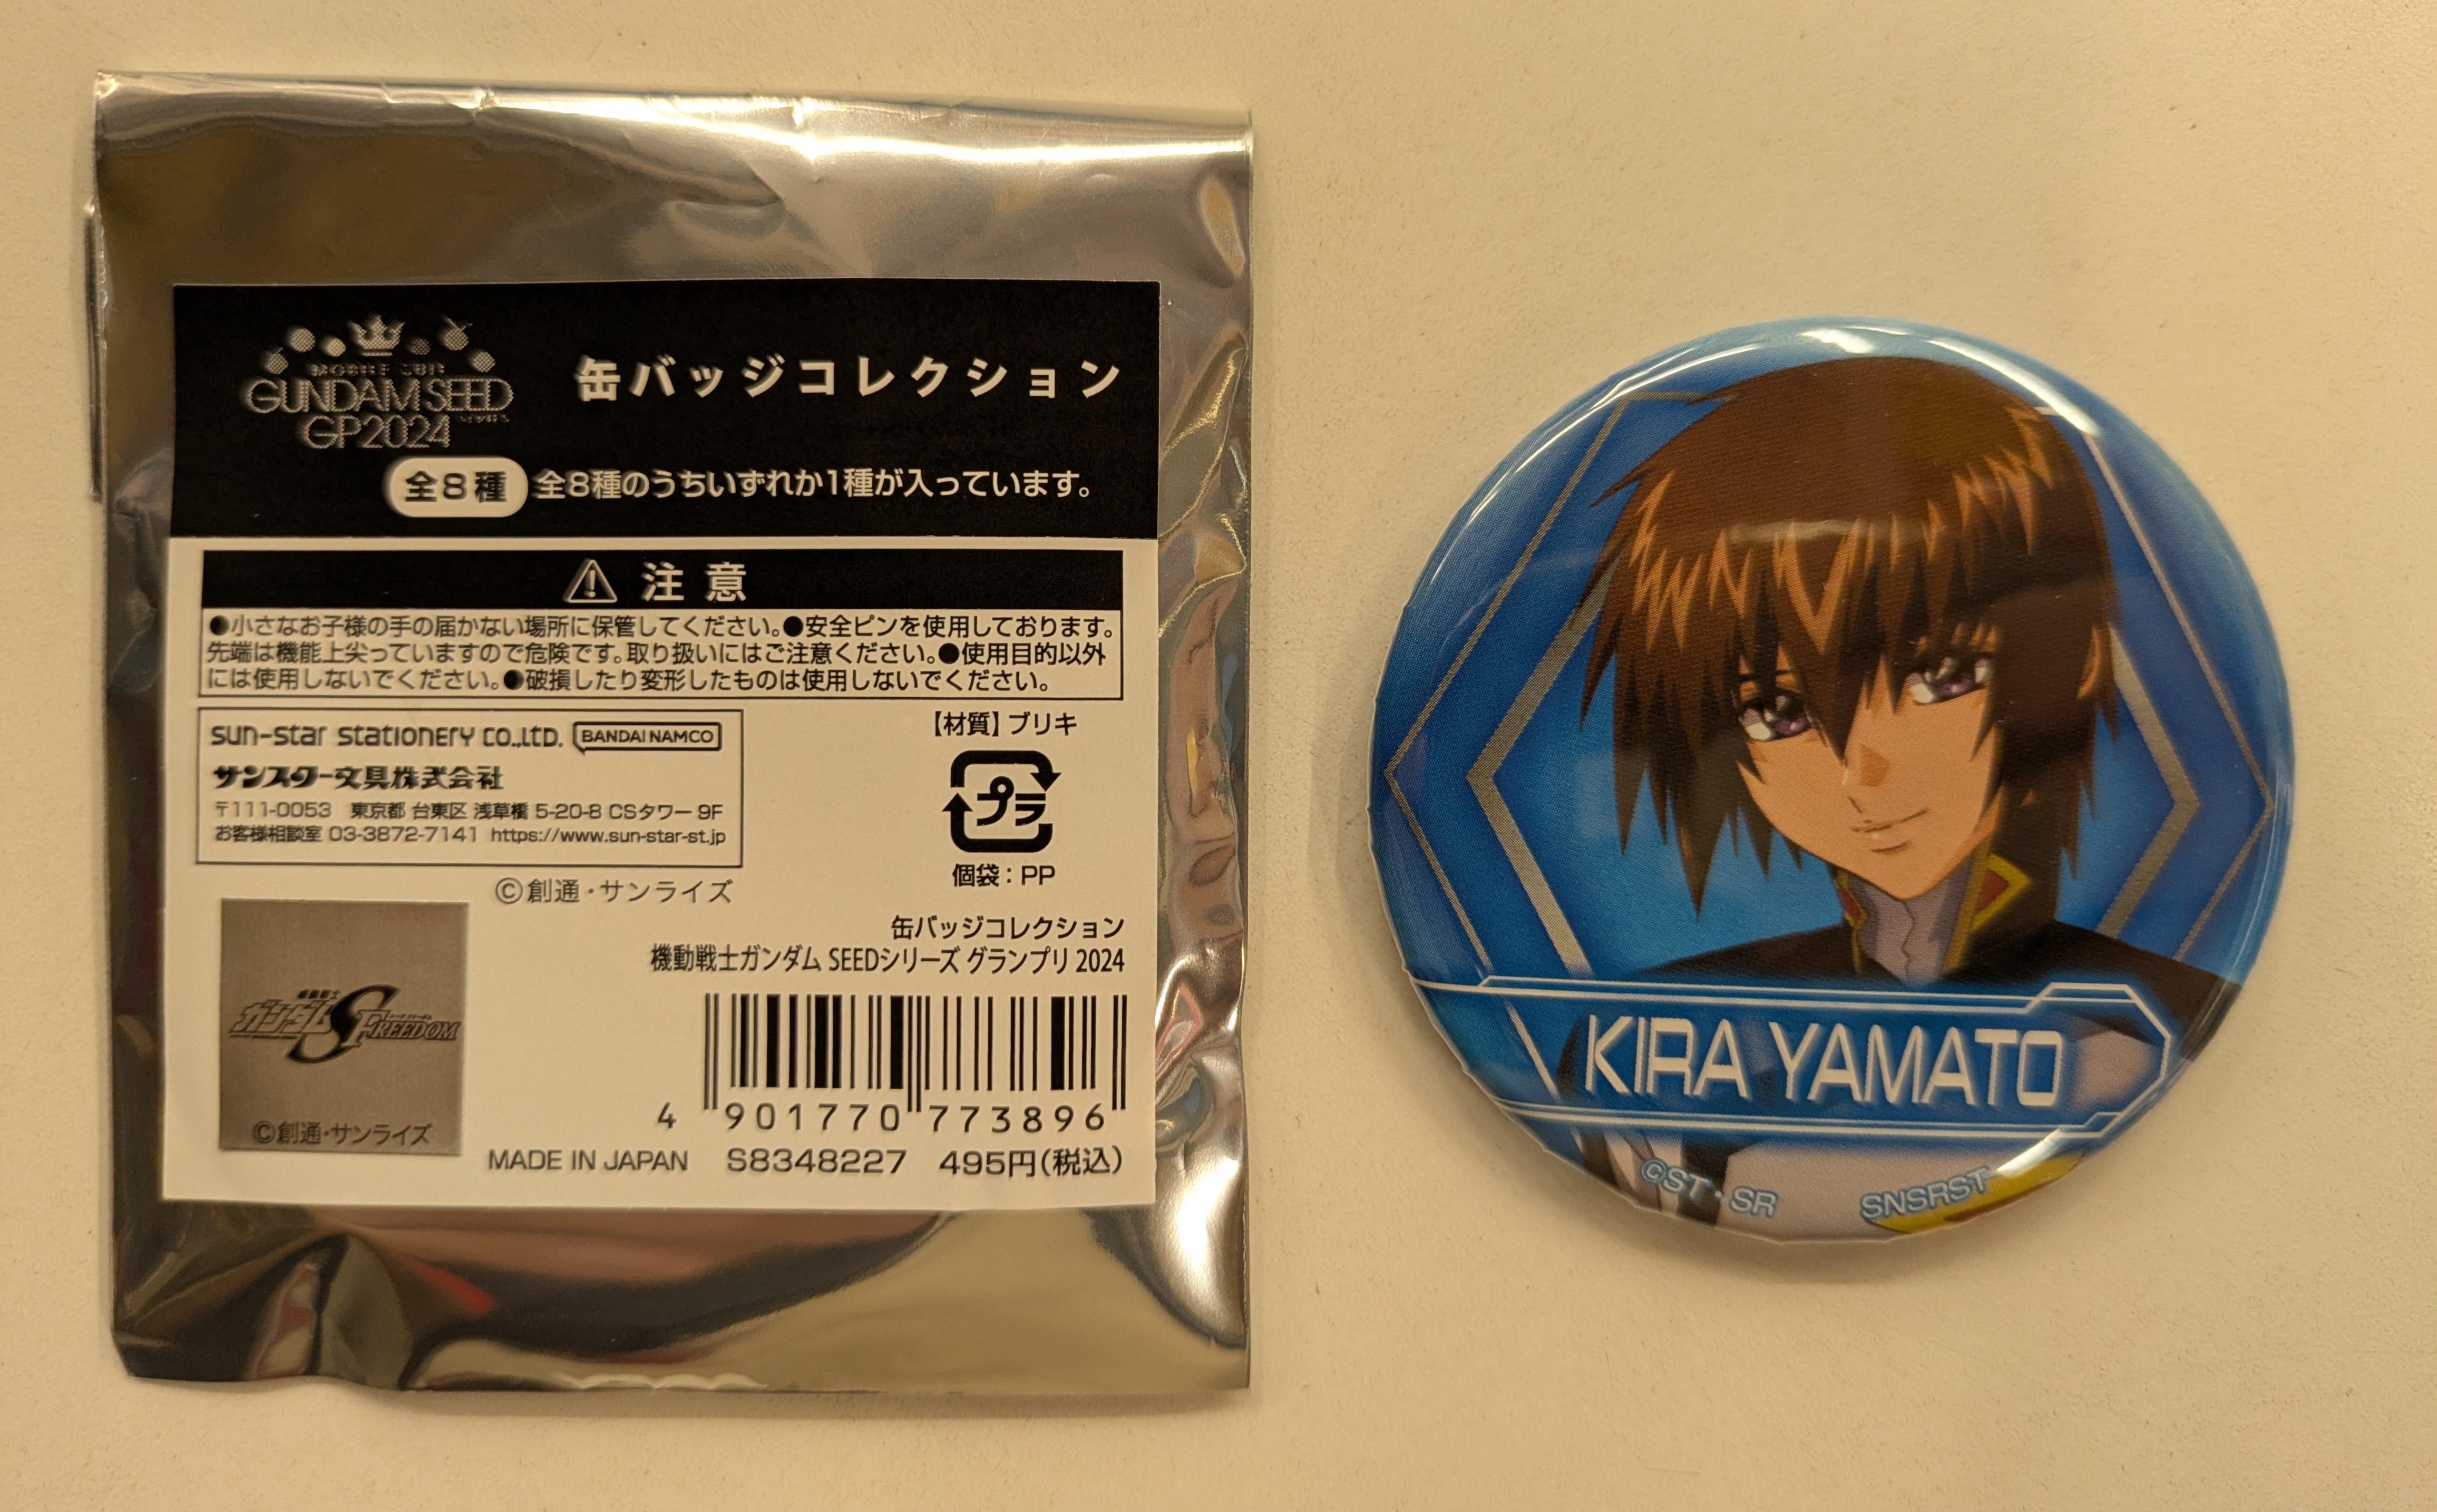 MOBILE SUIT
GUNDAM SEED
SERIES
GP2024
缶バッジコレクション
全8種 全8種のうちいずれか1種が入っています。
注意
●小さなお子様の手の届かない場所に保管してください。●安全ピンを使用しております。
先端は機能上尖っていますので危険です。取り扱いにはご注意ください。●使用目的以外
には使用しないでください。●破損したり変形したものは使用しないでください。
sun-star stationery co.,ltd. BANDAI NAMCO
サンスター文具株式会社
〒111-0053 東京都 台東区 浅草橋 5-20-8 CSタワー 9F
お客様相談室 03-3872-7141 https://www.sun-star-st.jp
【材質】ブリキ
プラ
個袋:PP
©創通・サンライズ
缶バッジコレクション
機動戦士ガンダム SEEDシリーズ グランプリ 2024
機動戦士
ガンダムSEED FREEDOM
©創通・サンライズ
4 901770 773896
MADE IN JAPAN S8348227 495円(税込)
KIRA YAMATO
©ST・SR SNSRST